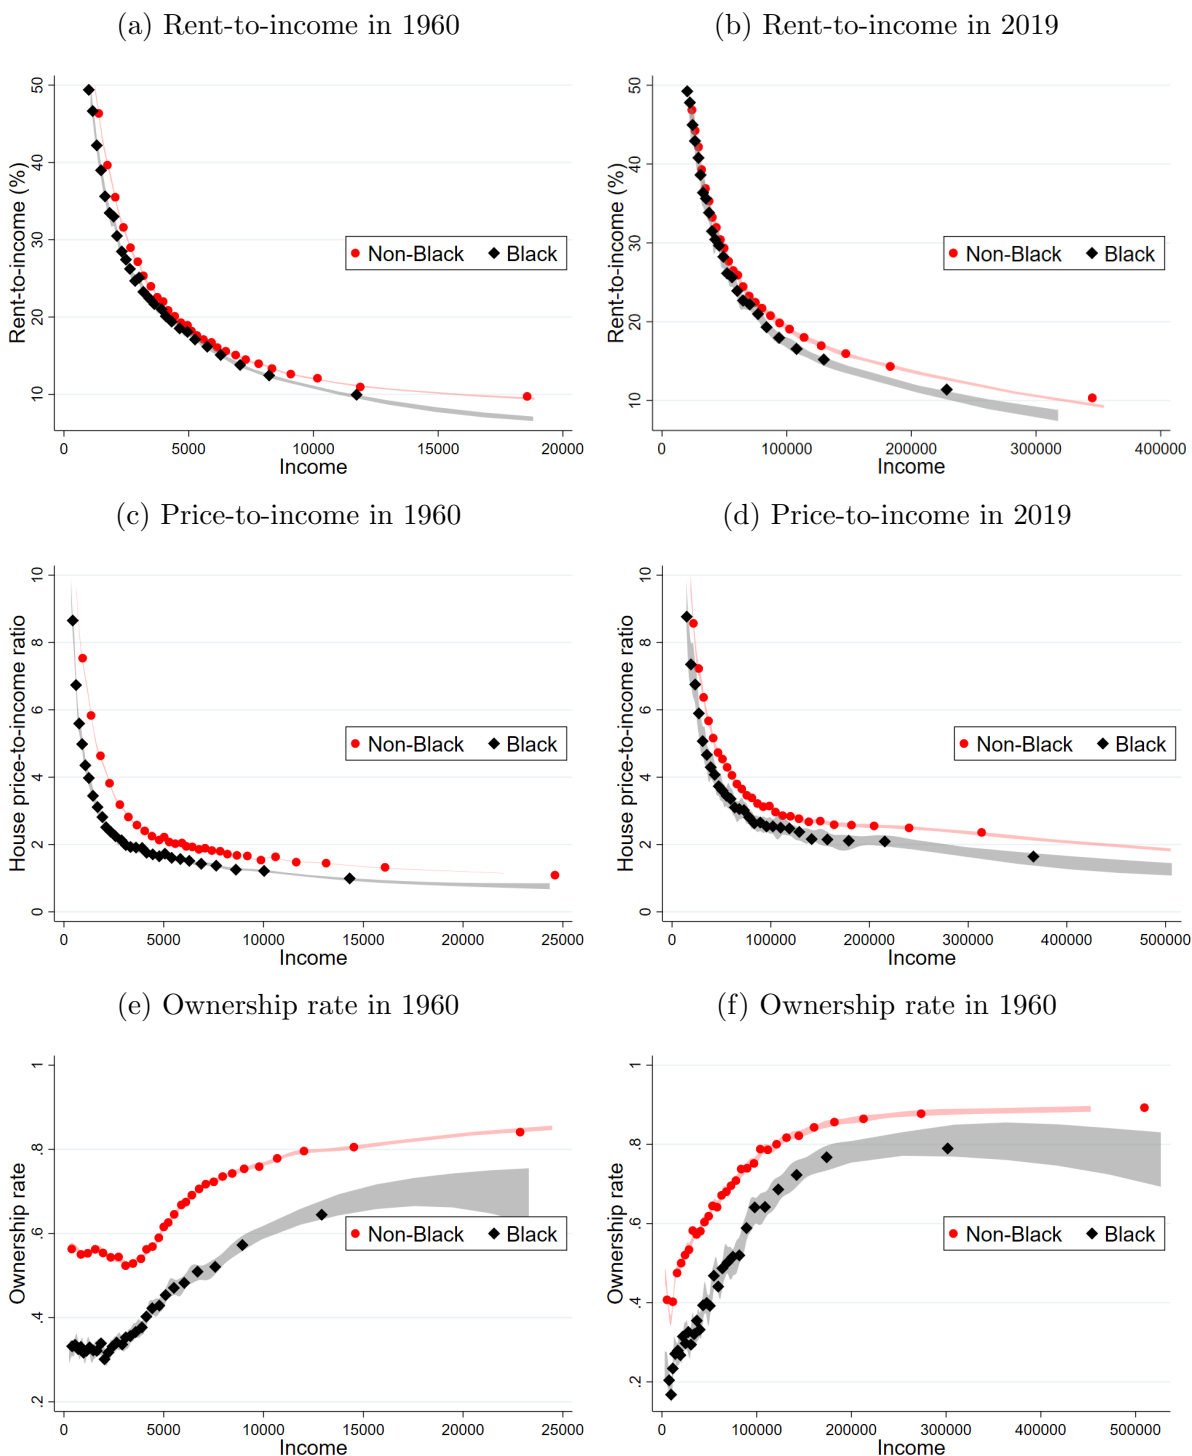 (a) Rent-to-income in 1960
(b) Rent-to-income in 2019
Rent-to-income (%)
50
40
30
20
10
Non-Black
Black
0
5000
10000
15000
20000
Income
Rent-to-income (%)
50
40
30
20
10
Non-Black
Black
0
100000
200000
300000
400000
Income
(c) Price-to-income in 1960
(d) Price-to-income in 2019
House price-to-income ratio
10
8
6
4
2
0
Non-Black
Black
0
5000
10000
15000
20000
25000
Income
House price-to-income ratio
10
8
6
4
2
0
Non-Black
Black
0
100000
200000
300000
400000
500000
Income
(e) Ownership rate in 1960
(f) Ownership rate in 1960
Ownership rate
1
.8
.6
.4
.2
Non-Black
Black
0
5000
10000
15000
20000
25000
Income
Ownership rate
1
.8
.6
.4
.2
Non-Black
Black
0
100000
200000
300000
400000
500000
Income